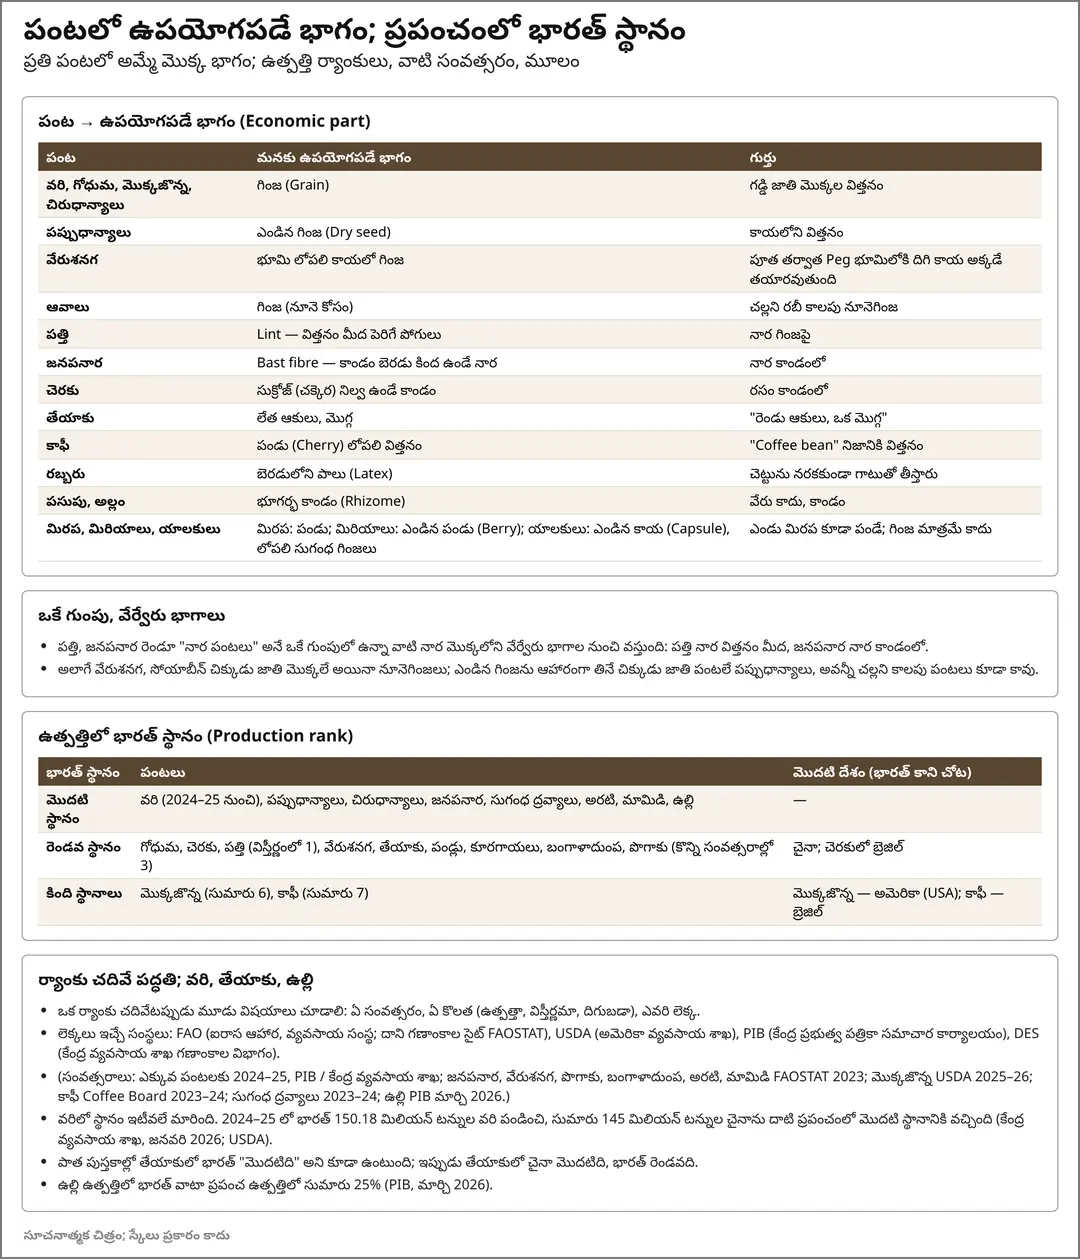 పంటలో ఉపయోగపడే భాగం; ప్రపంచంలో భారత్ స్థానం
ప్రతి పంటలో అమ్మే మొక్క భాగం; ఉత్పత్తి ర్యాంకులు, వాటి సంవత్సరం, మూలం
పంట → ఉపయోగపడే భాగం (Economic part)
పంట మనకు ఉపయోగపడే భాగం గుర్తు
వరి, గోధుమ, మొక్కజొన్న, గింజ (Grain) గడ్డి జాతి మొక్కల విత్తనం
చిరుధాన్యాలు
పప్పుధాన్యాలు ఎండిన గింజ (Dry seed) కాయలోని విత్తనం
వేరుశనగ భూమి లోపలి కాయలో గింజ పూత తర్వాత Peg భూమిలోకి దిగి కాయ అక్కడే
తయారవుతుంది
ఆవాలు గింజ (నూనె కోసం) చల్లని రబీ కాలపు నూనెగింజ
పత్తి Lint — విత్తనం మీద పెరిగే పోగులు నార గింజపై
జనపనార Bast fibre — కాండం బెరడు కింద ఉండే నార నార కాండంలో
చెరకు సుక్రోజ్ (చక్కెర) నిల్వ ఉండే కాండం రసం కాండంలో
తేయాకు లేత ఆకులు, మొగ్గ "రెండు ఆకులు, ఒక మొగ్గ"
కాఫీ పండు (Cherry) లోపలి విత్తనం "Coffee bean" నిజానికి విత్తనం
రబ్బరు బెరడులోని పాలు (Latex) చెట్టును నరకకుండా గాటుతో తీస్తారు
పసుపు, అల్లం భూగర్భ కాండం (Rhizome) వేరు కాదు, కాండం
మిరప, మిరియాలు, యాలకులు మిరప: పండు; మిరియాలు: ఎండిన పండు (Berry); యాలకులు: ఎండిన కాయ (Capsule), ఎండు మిరప కూడా పండే; గింజ మాత్రమే కాదు
లోపలి సుగంధ గింజలు
ఒకే గుంపు, వేర్వేరు భాగాలు
• పత్తి, జనపనార రెండూ "నార పంటలు" అనే ఒకే గుంపులో ఉన్నా వాటి నార మొక్కలోని వేర్వేరు భాగాల నుంచి వస్తుంది: పత్తి నార విత్తనం మీద, జనపనార నార కాండంలో.
• అలాగే వేరుశనగ, సోయాబీన్ చిక్కుడు జాతి మొక్కలే అయినా నూనెగింజలు; ఎండిన గింజను ఆహారంగా తినే చిక్కుడు జాతి పంటలే పప్పుధాన్యాలు, అవన్నీ చల్లని కాలపు పంటలు కూడా కావు.
ఉత్పత్తిలో భారత్ స్థానం (Production rank)
భారత్ స్థానం పంటలు మొదటి దేశం (భారత్ కాని చోట)
మొదటి వరి (2024–25 నుంచి), పప్పుధాన్యాలు, చిరుధాన్యాలు, జనపనార, సుగంధ ద్రవ్యాలు, అరటి, మామిడి, ఉల్లి —
స్థానం
రెండవ స్థానం గోధుమ, చెరకు, పత్తి (విస్తీర్ణంలో 1), వేరుశనగ, తేయాకు, పండ్లు, కూరగాయలు, బంగాళాదుంప, పొగాకు (కొన్ని సంవత్సరాల్లో చైనా; చెరకులో బ్రెజిల్
3)
కింది స్థానాలు మొక్కజొన్న (సుమారు 6), కాఫీ (సుమారు 7) మొక్కజొన్న — అమెరికా (USA); కాఫీ —
బ్రెజిల్
ర్యాంకు చదివే పద్ధతి; వరి, తేయాకు, ఉల్లి
• ఒక ర్యాంకు చదివేటప్పుడు మూడు విషయాలు చూడాలి: ఏ సంవత్సరం, ఏ కొలత (ఉత్పత్తా, విస్తీర్ణమా, దిగుబడా), ఎవరి లెక్క.
• లెక్కలు ఇచ్చే సంస్థలు: FAO (ఐరాస ఆహార, వ్యవసాయ సంస్థ; దాని గణాంకాల సైట్ FAOSTAT), USDA (అమెరికా వ్యవసాయ శాఖ), PIB (కేంద్ర ప్రభుత్వ పత్రికా సమాచార కార్యాలయం), DES
(కేంద్ర వ్యవసాయ శాఖ గణాంకాల విభాగం).
• (సంవత్సరాలు: ఎక్కువ పంటలకు 2024–25, PIB / కేంద్ర వ్యవసాయ శాఖ; జనపనార, వేరుశనగ, పొగాకు, బంగాళాదుంప, అరటి, మామిడి FAOSTAT 2023; మొక్కజొన్న USDA 2025–26;
కాఫీ Coffee Board 2023–24; సుగంధ ద్రవ్యాలు 2023–24; ఉల్లి PIB మార్చి 2026.)
• వరిలో స్థానం ఇటీవలే మారింది. 2024–25 లో భారత్ 150.18 మిలియన్ టన్నుల వరి పండించి, సుమారు 145 మిలియన్ టన్నుల చైనాను దాటి ప్రపంచంలో మొదటి స్థానానికి వచ్చింది (కేంద్ర
వ్యవసాయ శాఖ, జనవరి 2026; USDA).
• పాత పుస్తకాల్లో తేయాకులో భారత్ "మొదటిది" అని కూడా ఉంటుంది; ఇప్పుడు తేయాకులో చైనా మొదటిది, భారత్ రెండవది.
• ఉల్లి ఉత్పత్తిలో భారత్ వాటా ప్రపంచ ఉత్పత్తిలో సుమారు 25% (PIB, మార్చి 2026).
సూచనాత్మక చిత్రం; స్కేలు ప్రకారం కాదు